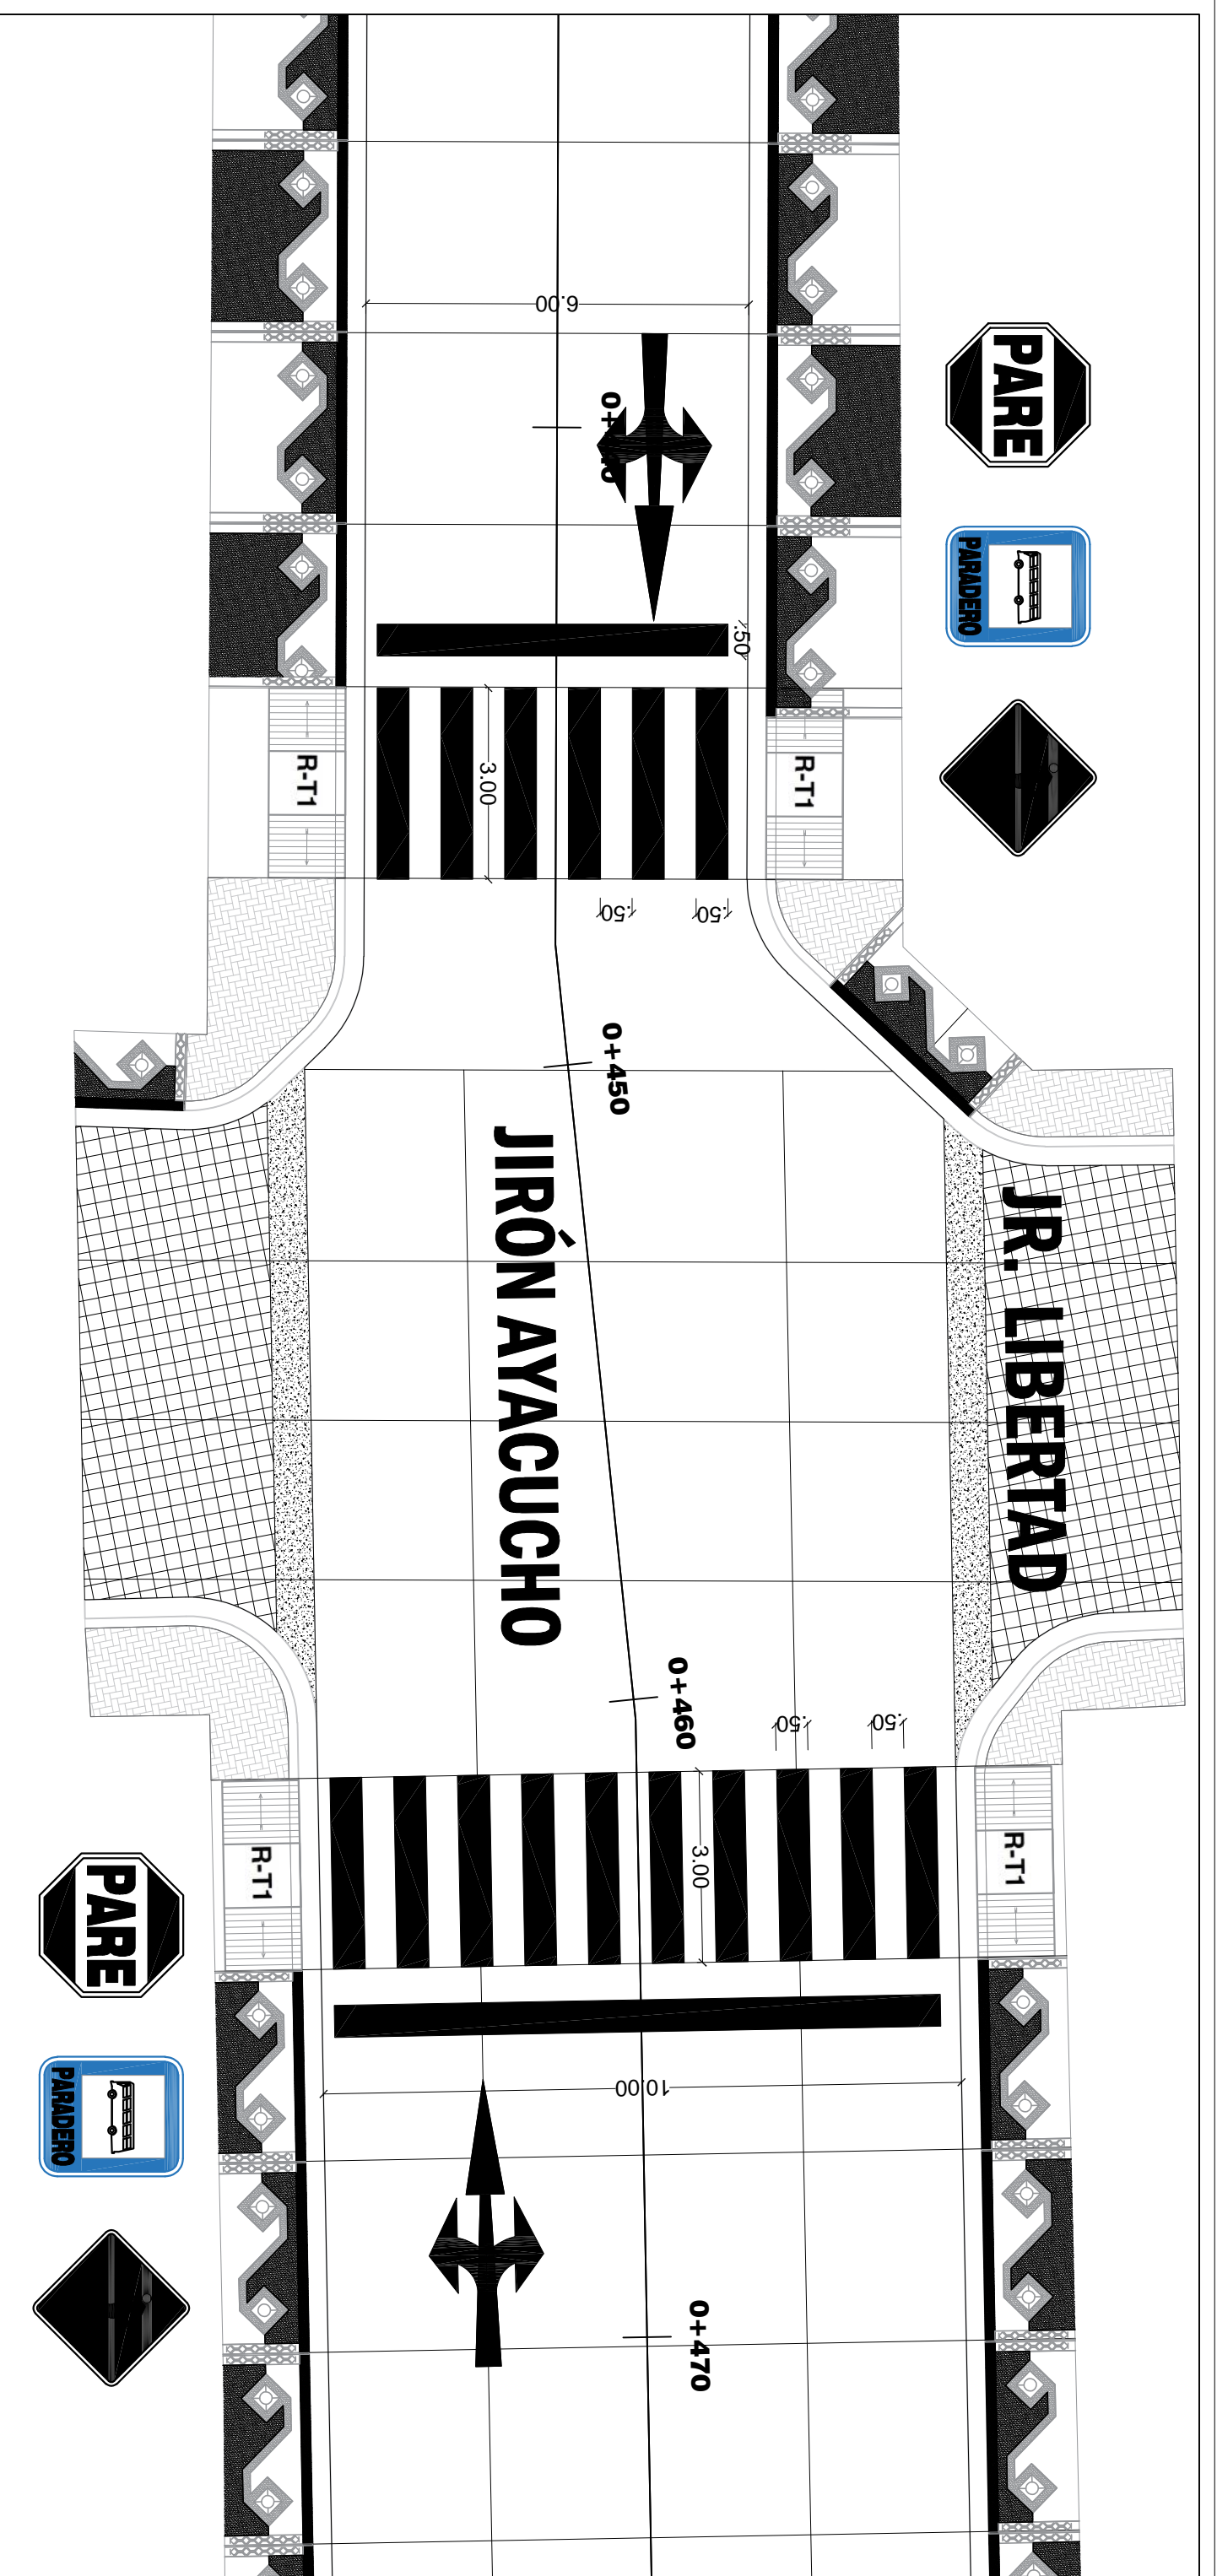 6.00
PARE
PARADERO
.50
R-T1
3.00
R-T1
.50
.50
0+450
JIRÓN AYACUCHO
JR. LIBERTAD
0+460
.50
.50
R-T1
3.00
R-T1
PARE
PARADERO
10.00
0+470